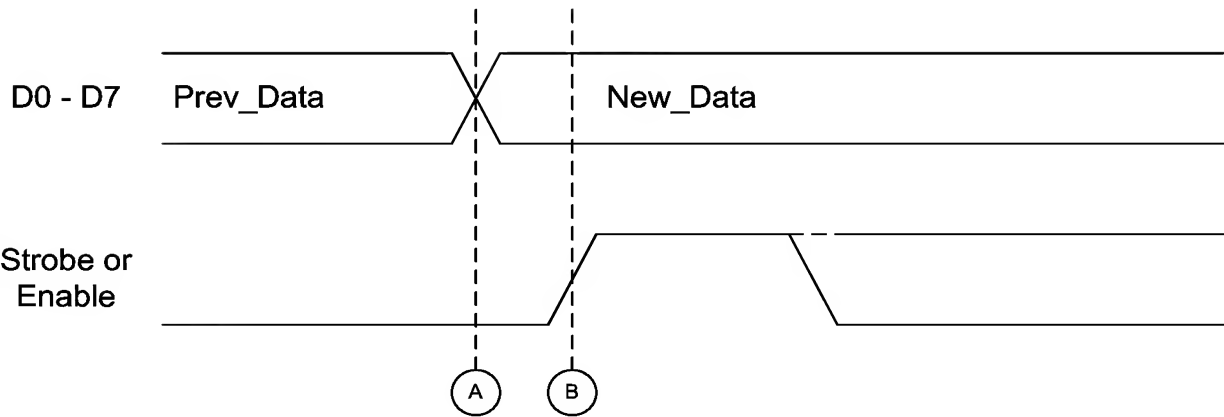 D0 - D7
Prev_Data
New_Data
Strobe or
Enable
A
B